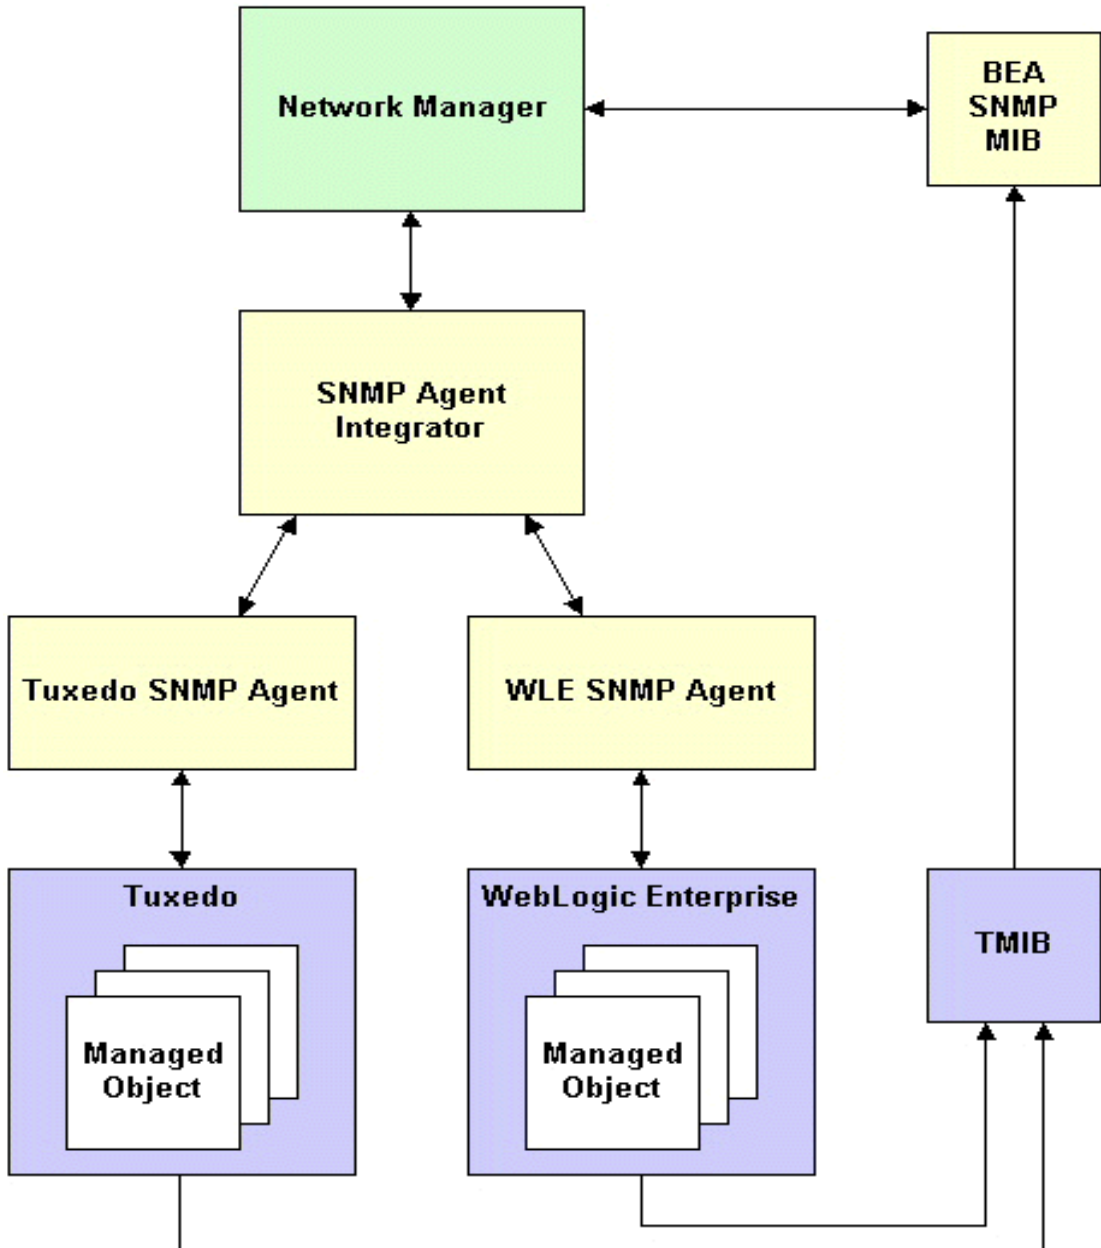 Network Manager
BEA
SNMP
MIB
SNMP Agent
Integrator
Tuxedo SNMP Agent
WLE SNMP Agent
Tuxedo
Managed
Object
WebLogic Enterprise
Managed
Object
TMIB